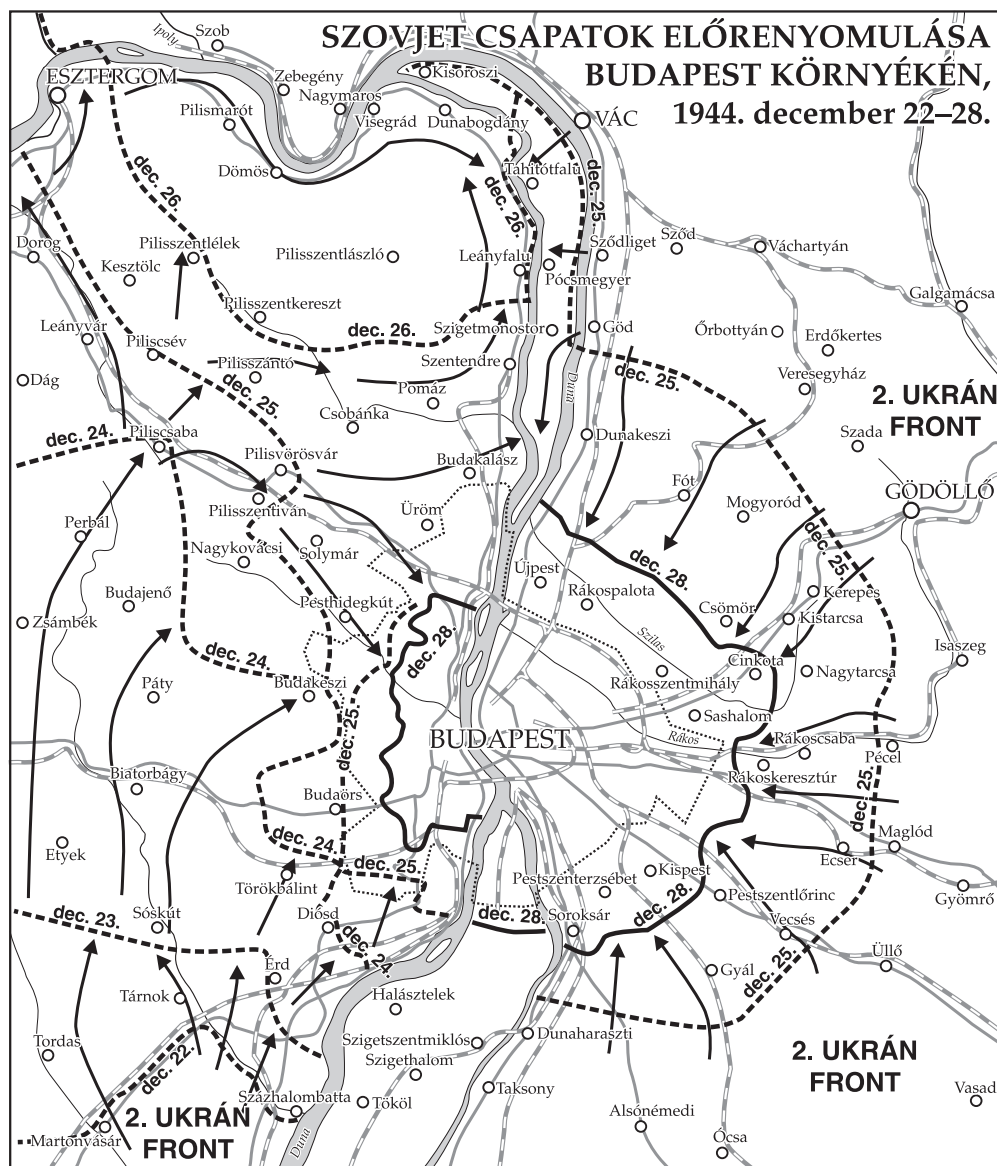 SZOVJET CSAPATOK ELŐRENYOMULÁSA
BUDAPEST KÖRNYÉKÉN,
1944. december 22–28.
Szob
Ipoly
ESZTERGOM
Zebegény
Kisoroszi
Nagymaros
Pilismarót
Visegrád
Dunabogdány
VÁC
Dömös
Tahitótfalu
dec. 25.
dec. 26.
dec. 26.
Dorog
Pilisszentlélek
Pilisszentlászló
Leányfalu
Sződliget
Sződ
Váchartyán
Kesztölc
Pócsmegyer
Pilisszentkereszt
Galgamácsa
Leányvár
dec. 26.
Szigetmonostor
Göd
Őrbottyán
Erdőkertes
Piliscsév
Szentendre
Duna
Dág
Pilisszántó
dec. 25.
dec. 25.
Veresegyház
Pomáz
2. UKRÁN
FRONT
Csobánka
dec. 24.
Piliscsaba
Dunakeszi
Szada
Pilisvörösvár
Budakalász
Fót
GÖDÖLLŐ
Pilisszentiván
Üröm
Mogyoród
Perbál
Solymár
dec. 25.
Nagykovácsi
dec. 28.
Újpest
Budajenő
Pesthidegkút
Rákospalota
Kerepes
Zsámbék
Csömör
Kistarcsa
Szilas
dec. 28.
Isaszeg
dec. 24.
Cinkota
Páty
Budakeszi
Rákosszentmihály
Nagytarcsa
dec. 25.
Sashalom
BUDAPEST
Rákos
Rákoscsaba
Pécel
Biatorbágy
Rákoskeresztúr
Budaörs
dec. 25.
Etyek
dec. 24.
Maglód
Ecser
dec. 25.
Törökbálint
Pestszenterzsébet
Kispest
Pestszentlőrinc
Gyömrő
dec. 23.
Sóskút
Diósd
dec. 28.
Soroksár
dec. 28.
Vecsés
dec. 24.
Üllő
Érd
Gyál
dec. 25.
Tárnok
Halásztelek
Tordas
Szigetszentmiklós
Dunaharaszti
dec. 22.
Szigethalom
2. UKRÁN
FRONT
Taksony
Százhalombatta
Tököl
Vasad
2. UKRÁN
FRONT
Alsónémedi
Martonvásár
Duna
Ócsa